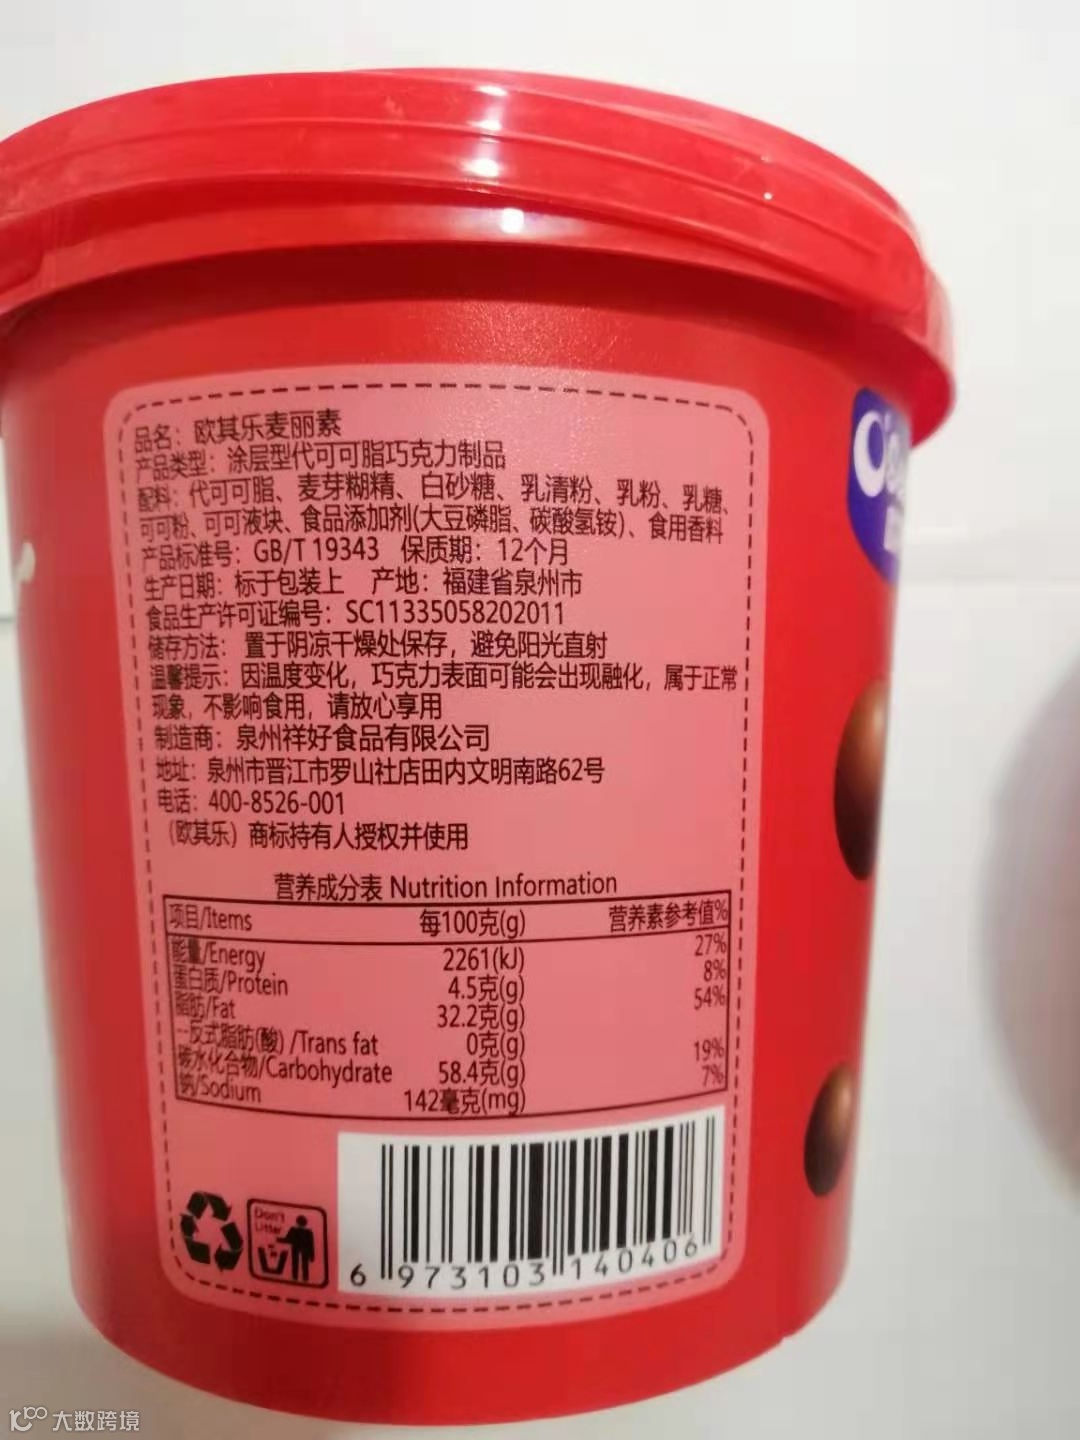 品名：欧其乐麦丽素
产品类型：涂层型代可可脂巧克力制品
配料：代可可脂、麦芽糊精、白砂糖、乳清粉、乳粉、乳糖、
可可粉、可可液块、食品添加剂(大豆磷脂、碳酸氢铵)、食用香料
产品标准号：GB/T 19343 保质期：12个月
生产日期：标于包装上 产地：福建省泉州市
食品生产许可证编号：SC11335058202011
储存方法：置于阴凉干燥处保存，避免阳光直射
温馨提示：因温度变化，巧克力表面可能会出现融化，属于正常
现象，不影响食用，请放心享用
制造商：泉州祥好食品有限公司
地址：泉州市晋江市罗山社店田内文明南路62号
电话：400-8526-001
（欧其乐）商标持有人授权并使用
营养成分表 Nutrition Information
项目/Items 每100克(g) 营养素参考值%
能量/Energy 2261(kJ) 27%
蛋白质/Protein 4.5克(g) 8%
脂肪/Fat 32.2克(g) 54%
--反式脂肪(酸) /Trans fat 0克(g)
碳水化合物/Carbohydrate 58.4克(g) 19%
钠/Sodium 142毫克(mg) 7%
Don't
Litter
6 973103 140406
大数跨境